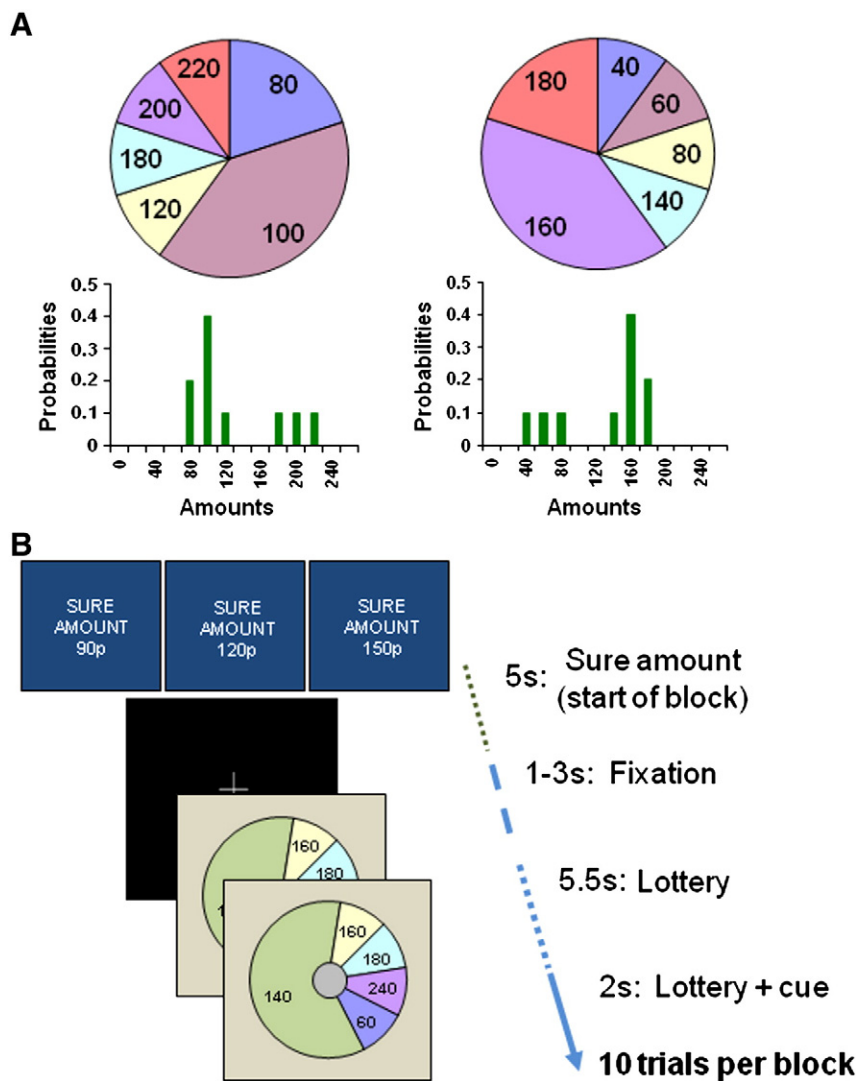 A
220
80
200
180
120
100
180
40
60
80
140
160
0.5
0.4
0.3
0.2
0.1
0
Probabilities
0
40
80
120
160
200
240
Amounts
0.5
0.4
0.3
0.2
0.1
0
Probabilities
0
40
80
120
160
200
240
Amounts
B
SURE
AMOUNT
90p
SURE
AMOUNT
120p
SURE
AMOUNT
150p
5s: Sure amount
(start of block)
1-3s: Fixation
160
180
5.5s: Lottery
160
180
240
140
60
2s: Lottery + cue
10 trials per block